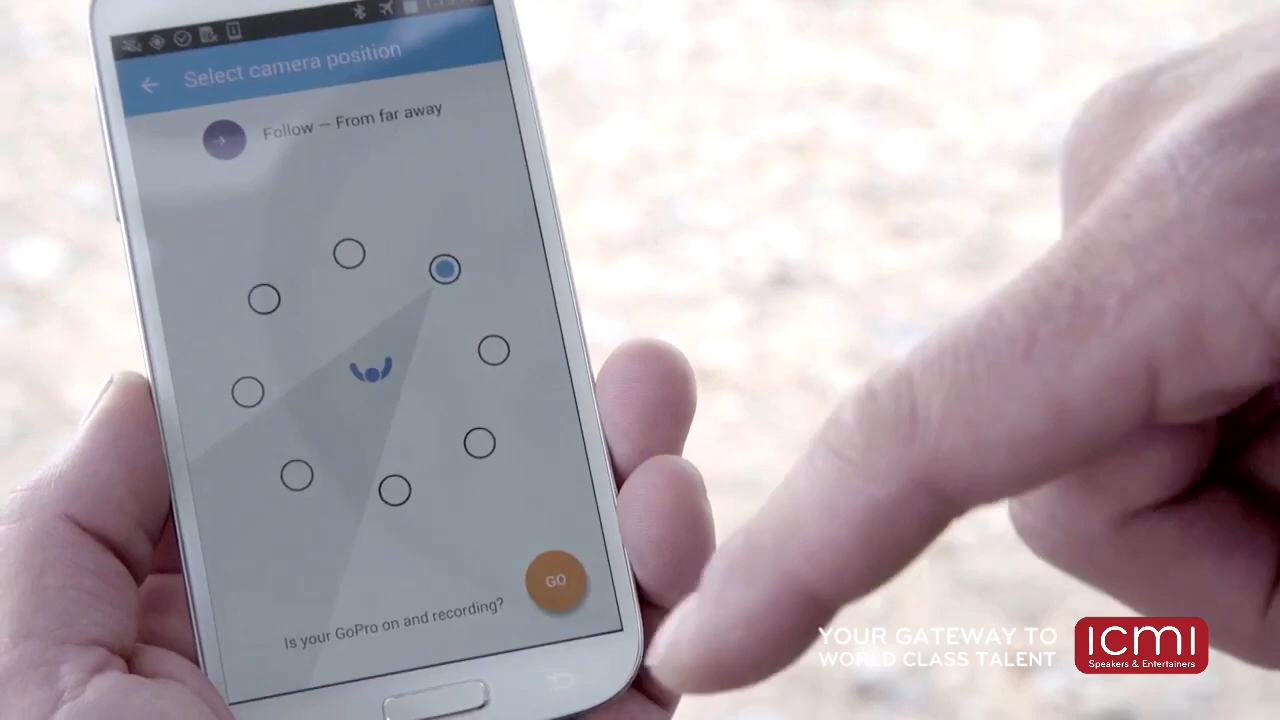 Select camera position
Follow — From far away
GO
Is your GoPro on and recording?
YOUR GATEWAY TO
WORLD CLASS TALENT
ICMI
Speakers & Entertainers